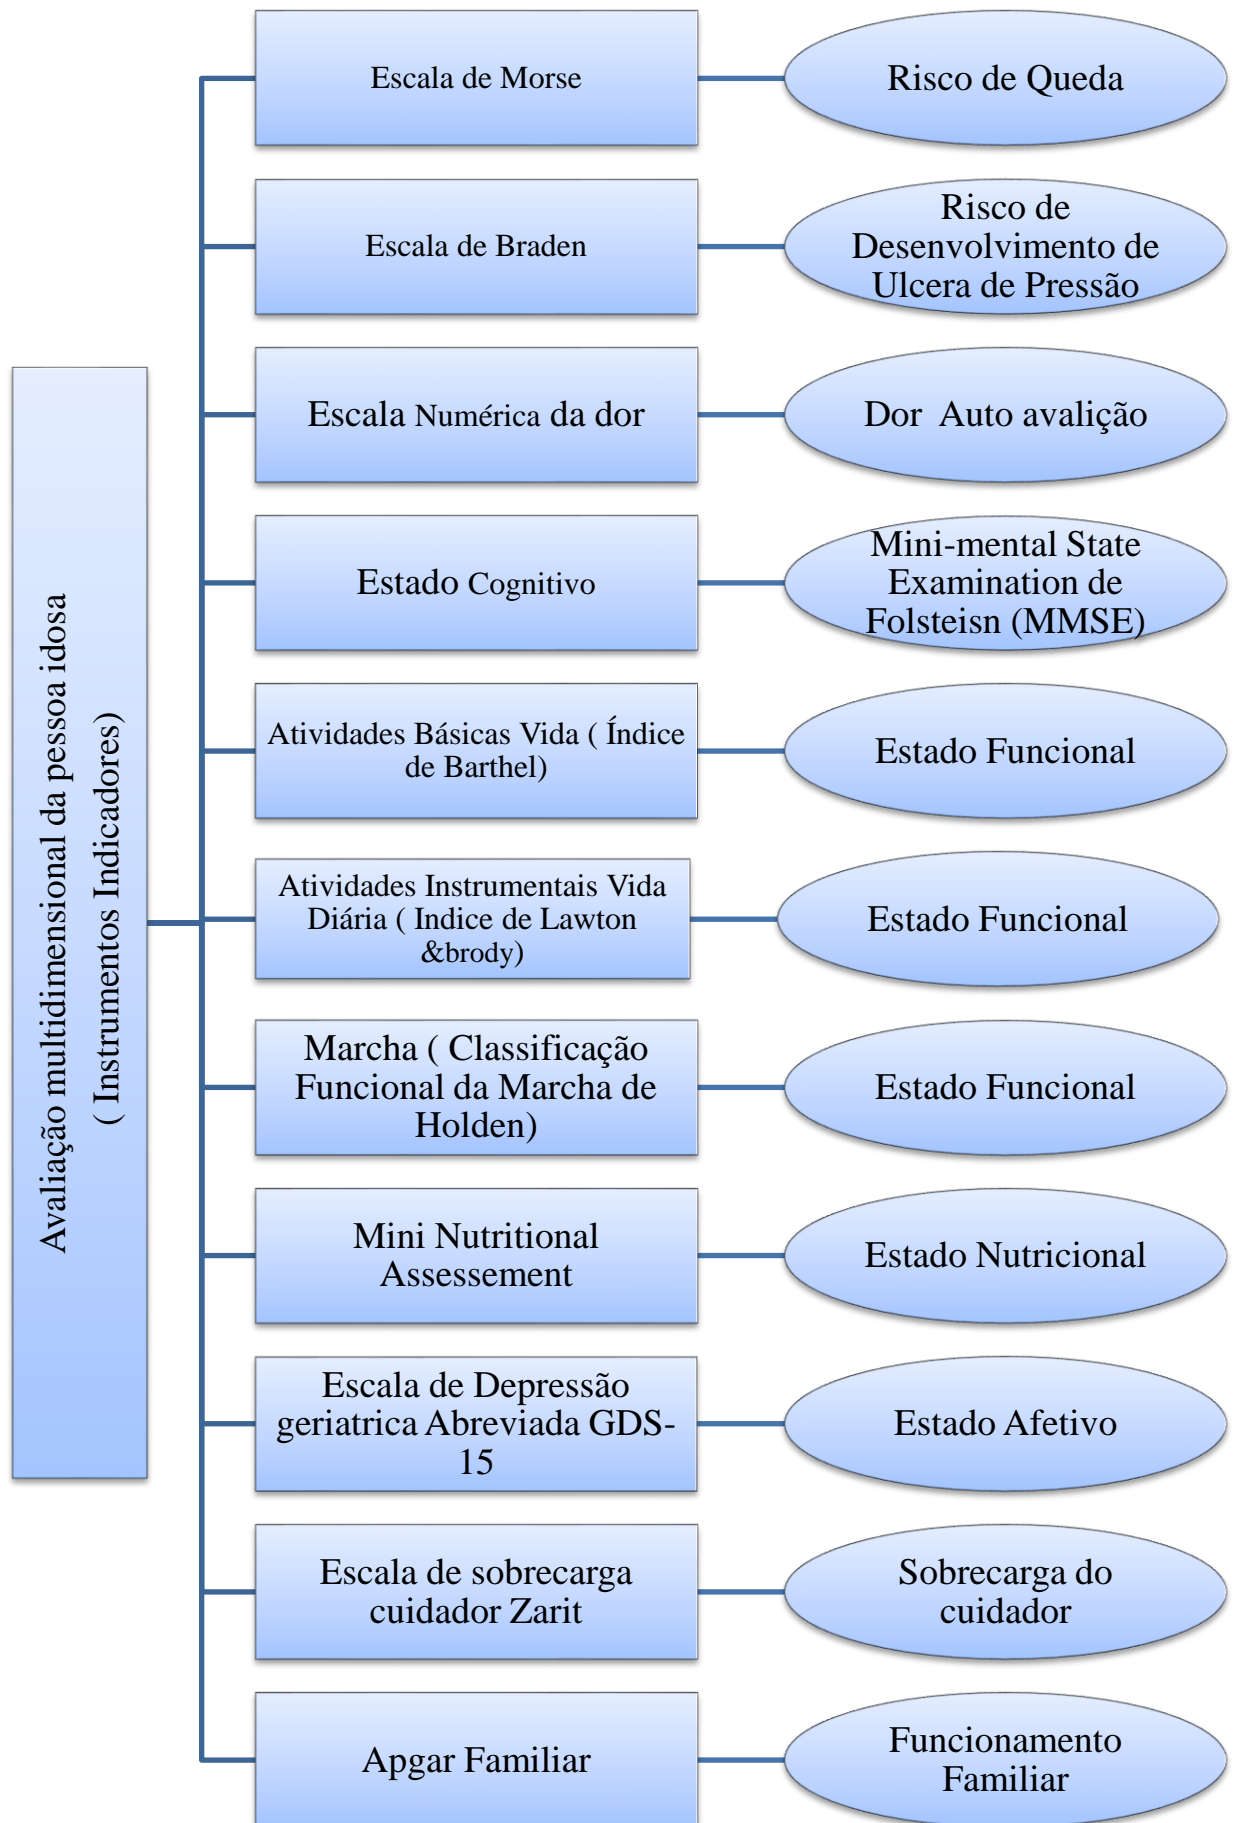 Avaliação multidimensional da pessoa idosa
( Instrumentos Indicadores)
Escala de Morse
Risco de Queda
Escala de Braden
Risco de
Desenvolvimento de
Ulcera de Pressão
Escala Numérica da dor
Dor  Auto avalição
Estado Cognitivo
Mini-mental State
Examination de
Folsteisn (MMSE)
Atividades Básicas Vida ( Índice
de Barthel)
Estado Funcional
Atividades Instrumentais Vida
Diária ( Indice de Lawton
&brody)
Estado Funcional
Marcha ( Classificação
Funcional da Marcha de
Holden)
Estado Funcional
Mini Nutritional
Assessement
Estado Nutricional
Escala de Depressão
geriatrica Abreviada GDS-
15
Estado Afetivo
Escala de sobrecarga
cuidador Zarit
Sobrecarga do
cuidador
Apgar Familiar
Funcionamento
Familiar